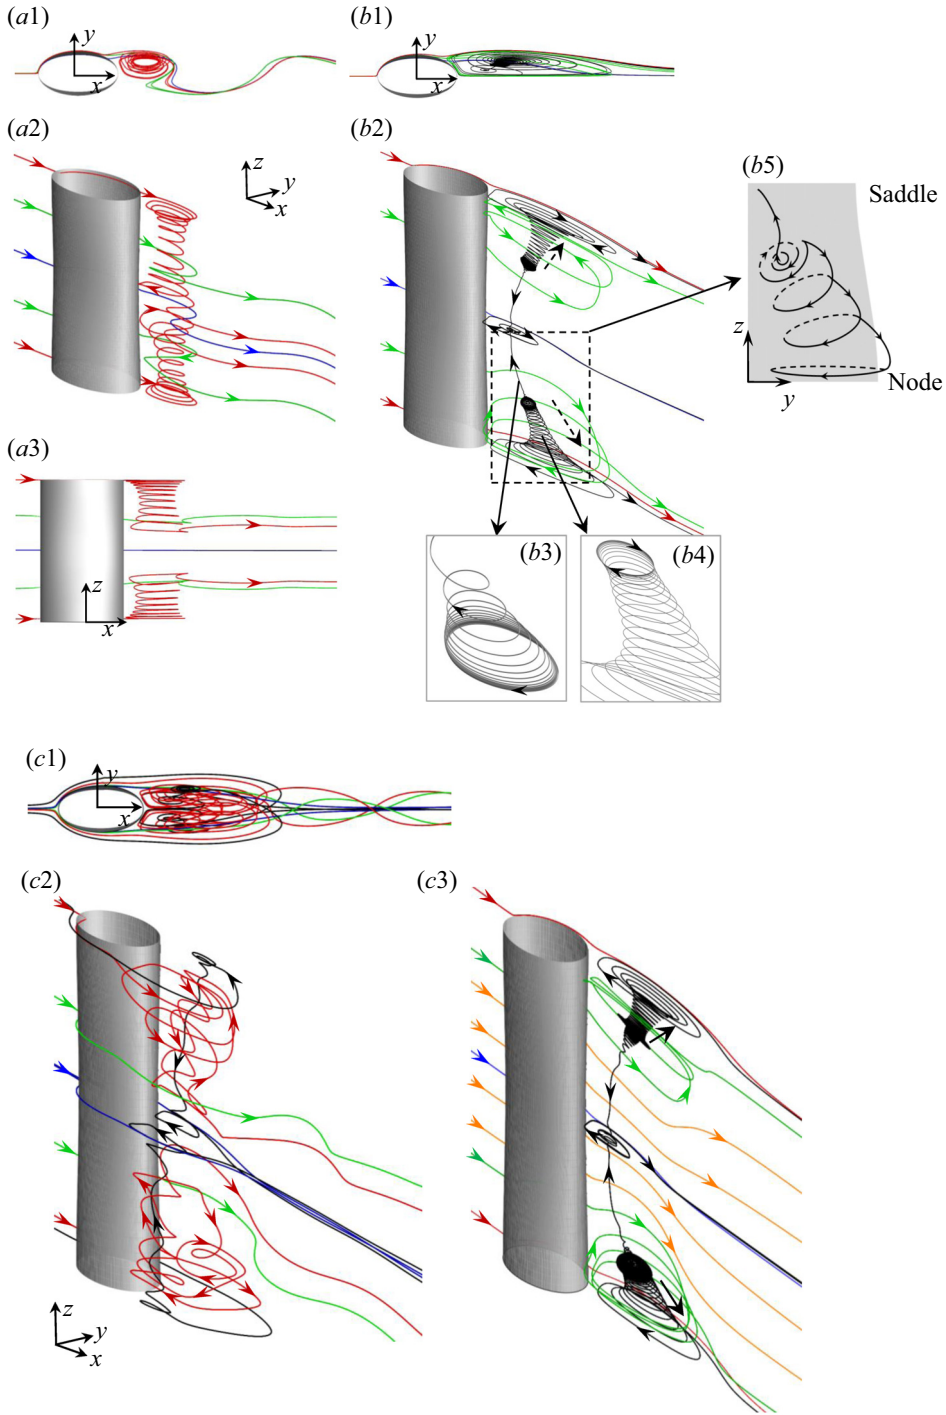 (a1)
y
x
(b1)
y
x
(a2)
z
y
x
(b2)
(b5)
Saddle
z
Node
y
(a3)
z
x
(b3)
(b4)
(c1)
y
x
(c2)
(c3)
z
y
x